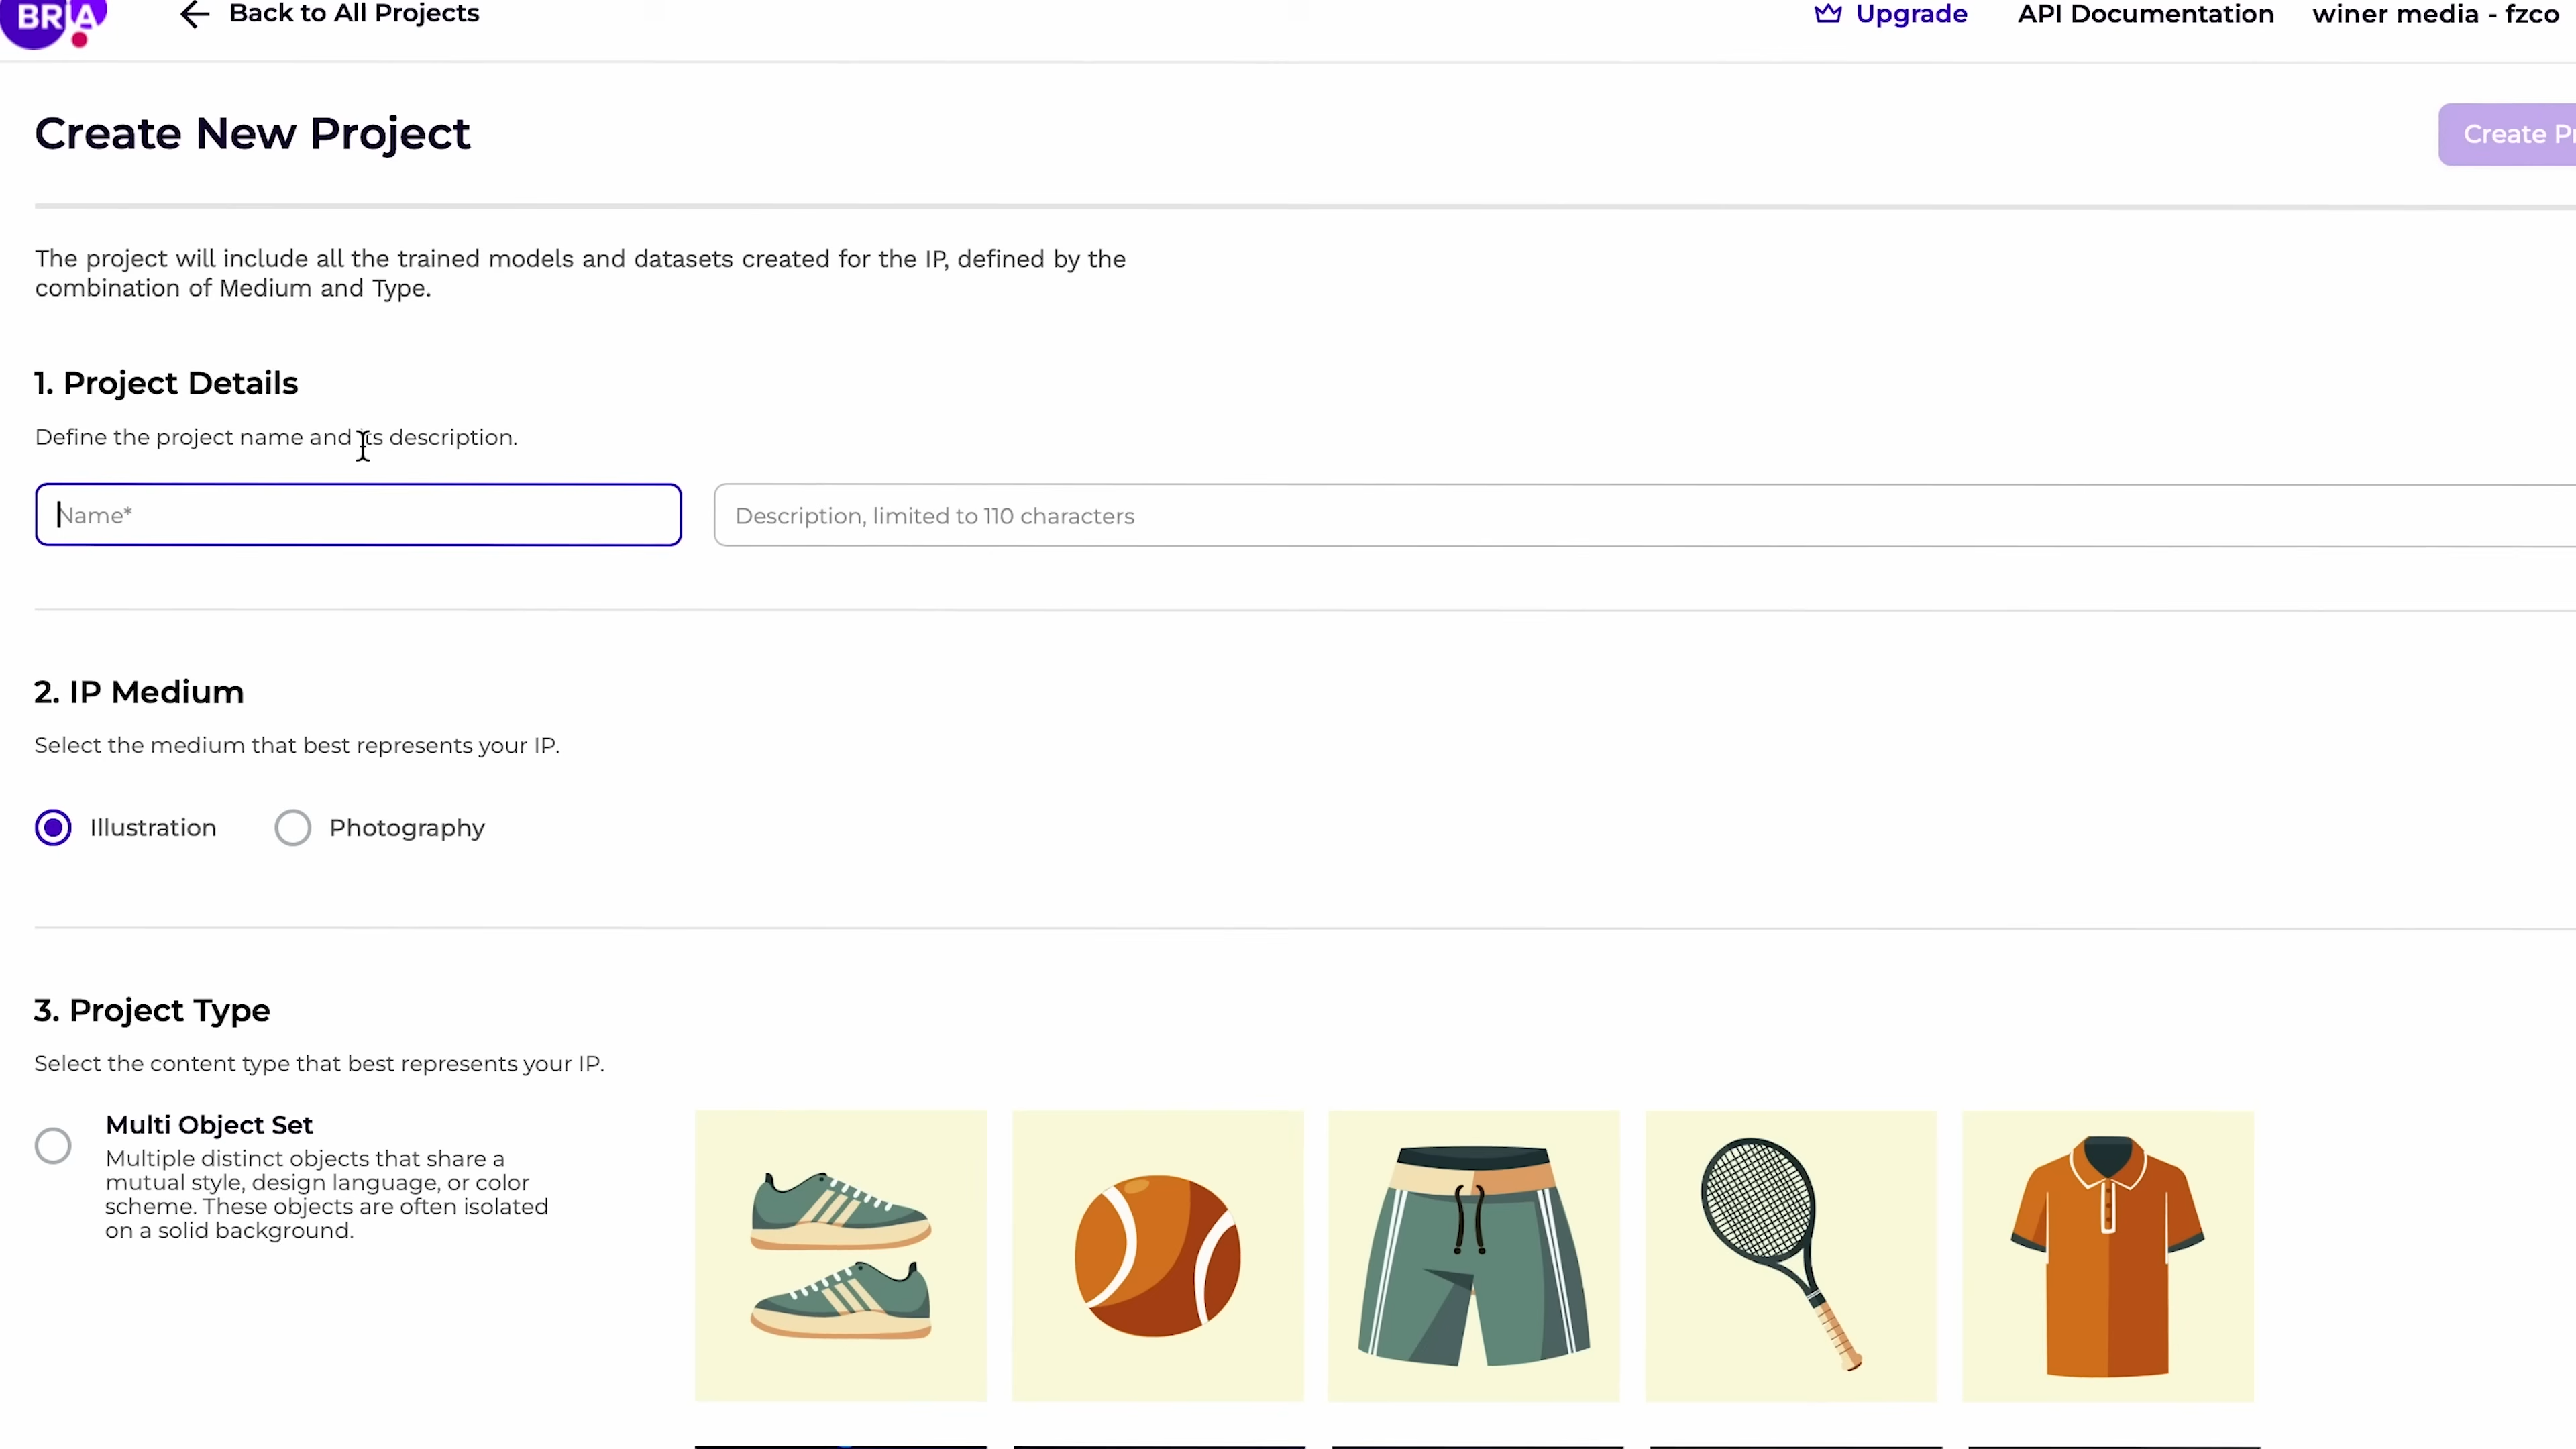 BRIA
Back to All Projects
Upgrade
API Documentation
winer media - fzco
Create New Project
Create
The project will include all the trained models and datasets created for the IP, defined by the
combination of Medium and Type.
1. Project Details
Define the project name and its description.
Name*
Description, limited to 110 characters
2. IP Medium
Select the medium that best represents your IP.
Illustration
Photography
3. Project Type
Select the content type that best represents your IP.
Multi Object Set
Multiple distinct objects that share a
mutual style, design language, or color
scheme. These objects are often isolated
on a solid background.